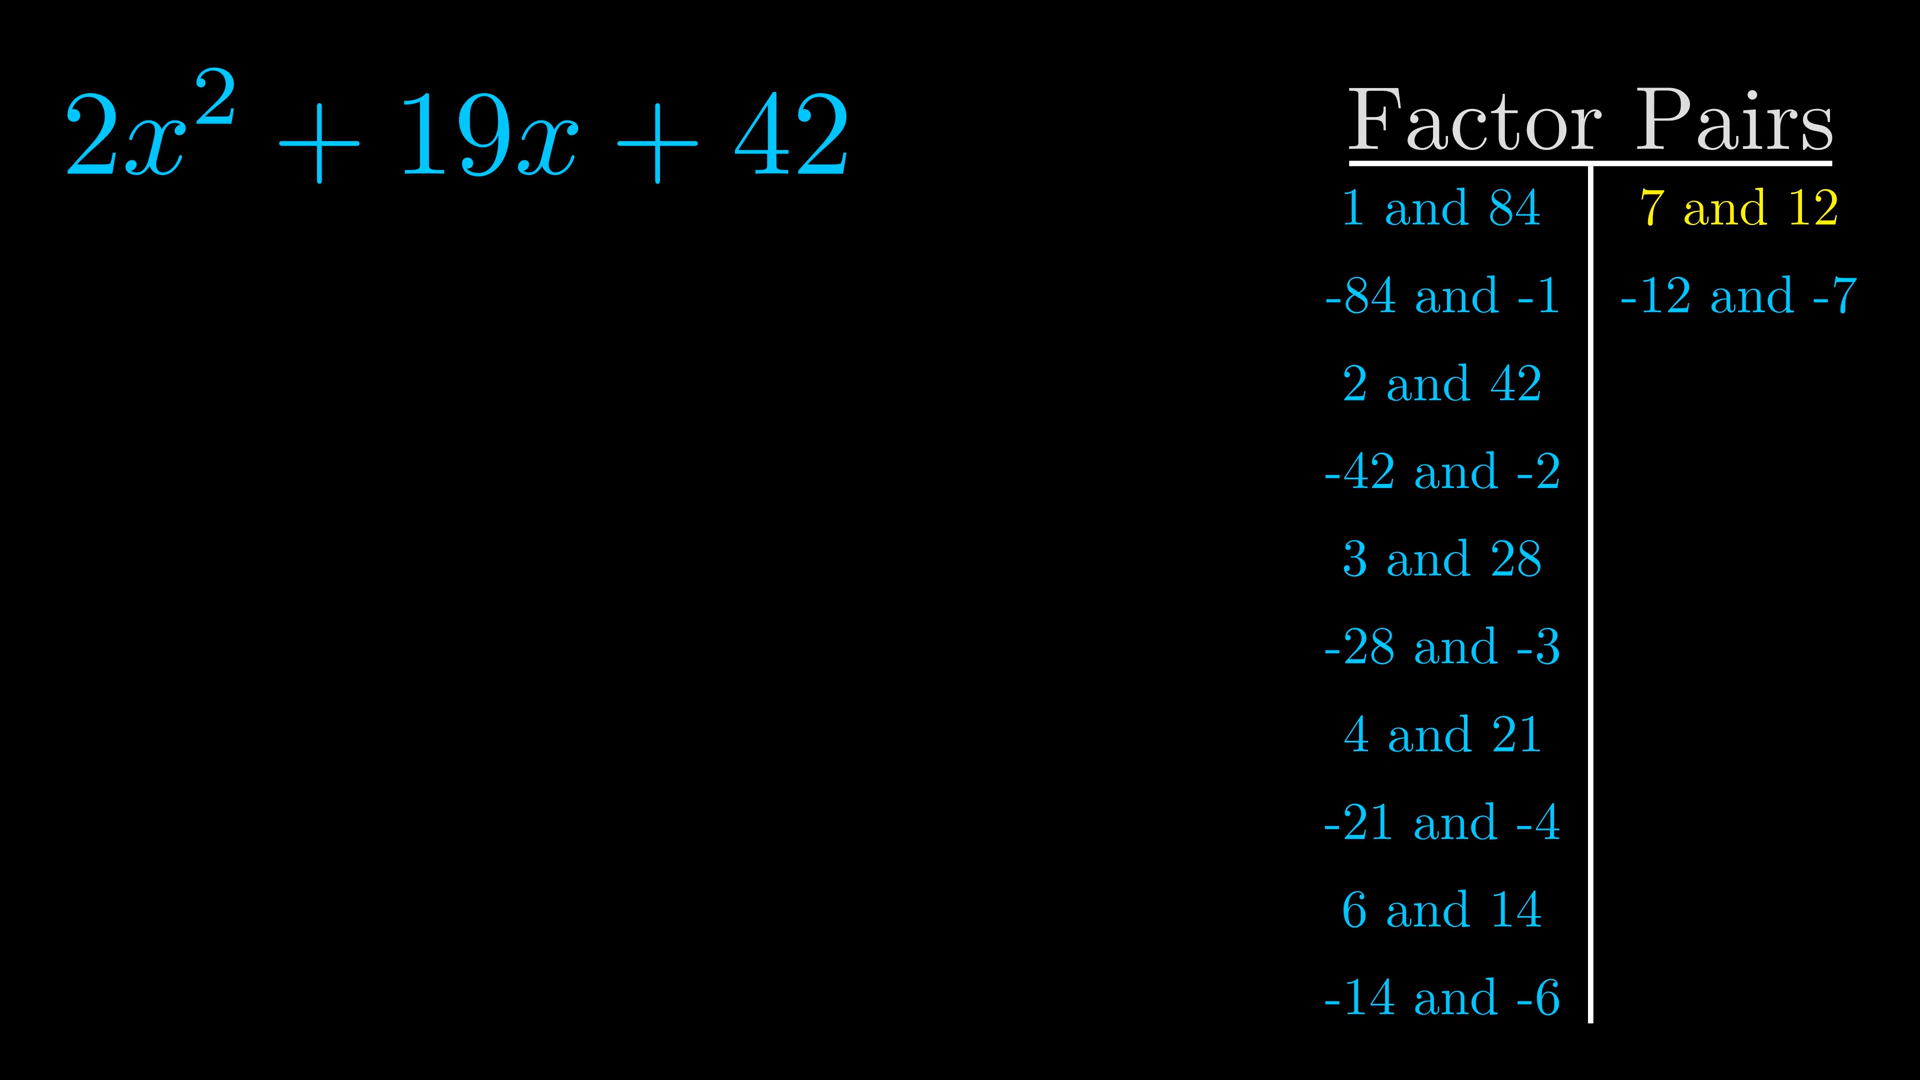 2x² + 19x + 42
Factor Pairs
1 and 84
-84 and -1
2 and 42
-42 and -2
3 and 28
-28 and -3
4 and 21
-21 and -4
6 and 14
-14 and -6
7 and 12
-12 and -7